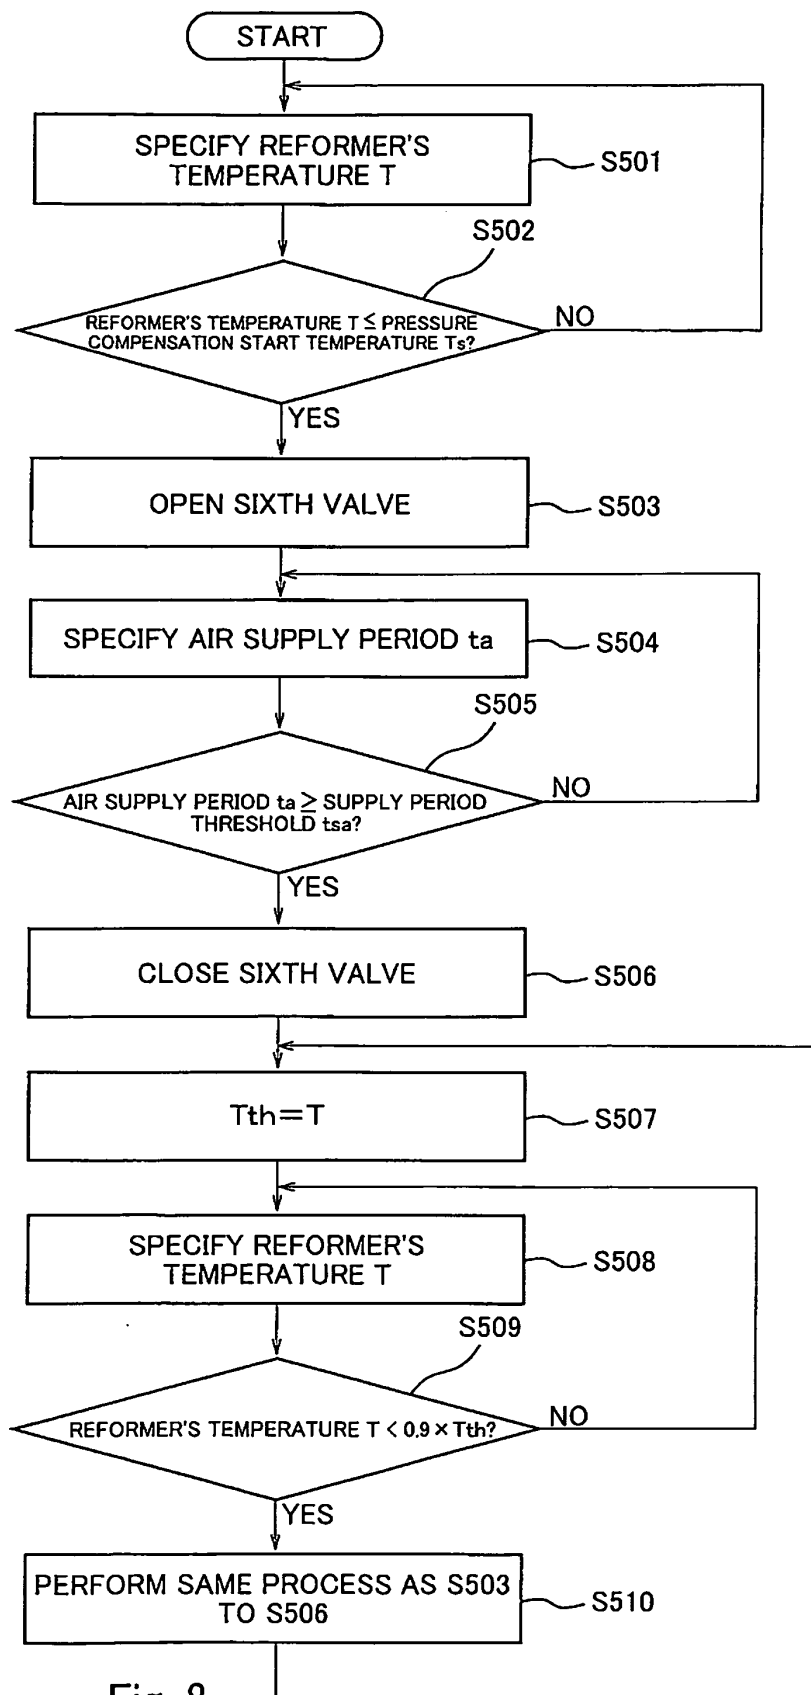 START
SPECIFY REFORMER'S
TEMPERATURE T
S501
S502
REFORMER'S TEMPERATURE T ≤ PRESSURE
COMPENSATION START TEMPERATURE Ts?
NO
YES
OPEN SIXTH VALVE
S503
SPECIFY AIR SUPPLY PERIOD ta
S504
S505
AIR SUPPLY PERIOD ta ≥ SUPPLY PERIOD
THRESHOLD tsa?
NO
YES
CLOSE SIXTH VALVE
S506
Tth=T
S507
SPECIFY REFORMER'S
TEMPERATURE T
S508
S509
REFORMER'S TEMPERATURE T < 0.9 × Tth?
NO
YES
PERFORM SAME PROCESS AS S503
TO S506
S510